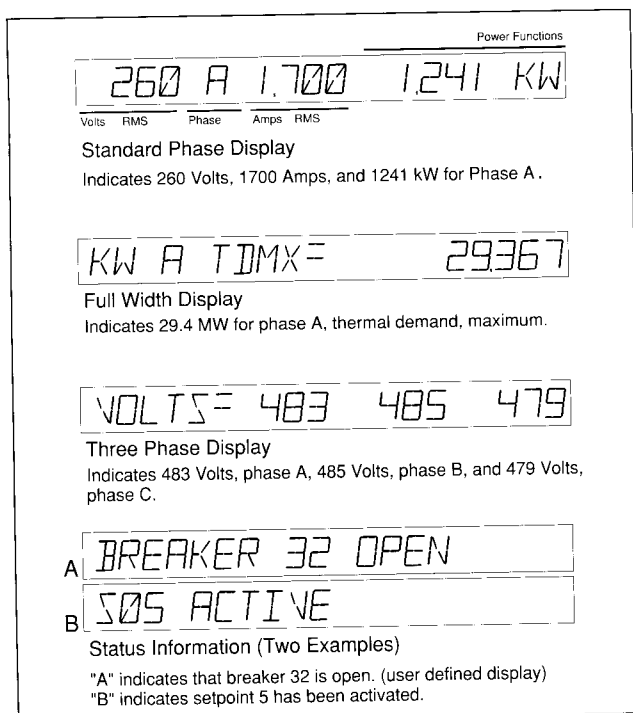 Power Functions
260 A 1,700 1,241 KW
Volts RMS Phase Amps RMS
Standard Phase Display
Indicates 260 Volts, 1700 Amps, and 1241 kW for Phase A.
KW A TDMX= 29,367
Full Width Display
Indicates 29.4 MW for phase A, thermal demand, maximum.
VOLTS= 483 485 479
Three Phase Display
Indicates 483 Volts, phase A, 485 Volts, phase B, and 479 Volts,
phase C.
A BREAKER 32 OPEN
B S05 ACTIVE
Status Information (Two Examples)
"A" indicates that breaker 32 is open. (user defined display)
"B" indicates setpoint 5 has been activated.